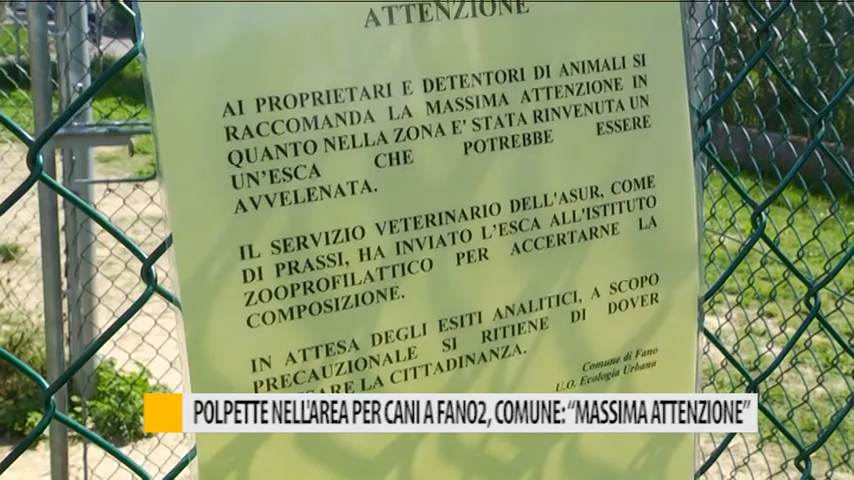 ATTENZIONE
AI PROPRIETARI E DETENTORI DI ANIMALI SI
RACCOMANDA LA MASSIMA ATTENZIONE IN
QUANTO NELLA ZONA E' STATA RINVENUTA UN
UN'ESCA CHE POTREBBE ESSERE
AVVELENATA.
IL SERVIZIO VETERINARIO DELL'ASUR, COME
DI PRASSI, HA INVIATO L'ESCA ALL'ISTITUTO
ZOOPROFILATTICO PER ACCERTARNE LA
COMPOSIZIONE.
IN ATTESA DEGLI ESITI ANALITICI, A SCOPO
PRECAUZIONALE SI RITIENE DI DOVER
LA CITTADINANZA.
Comune di Fano
U.O. Ecologia Urbana
POLPETTE NELL'AREA PER CANI A FANO2, COMUNE: "MASSIMA ATTENZIONE"